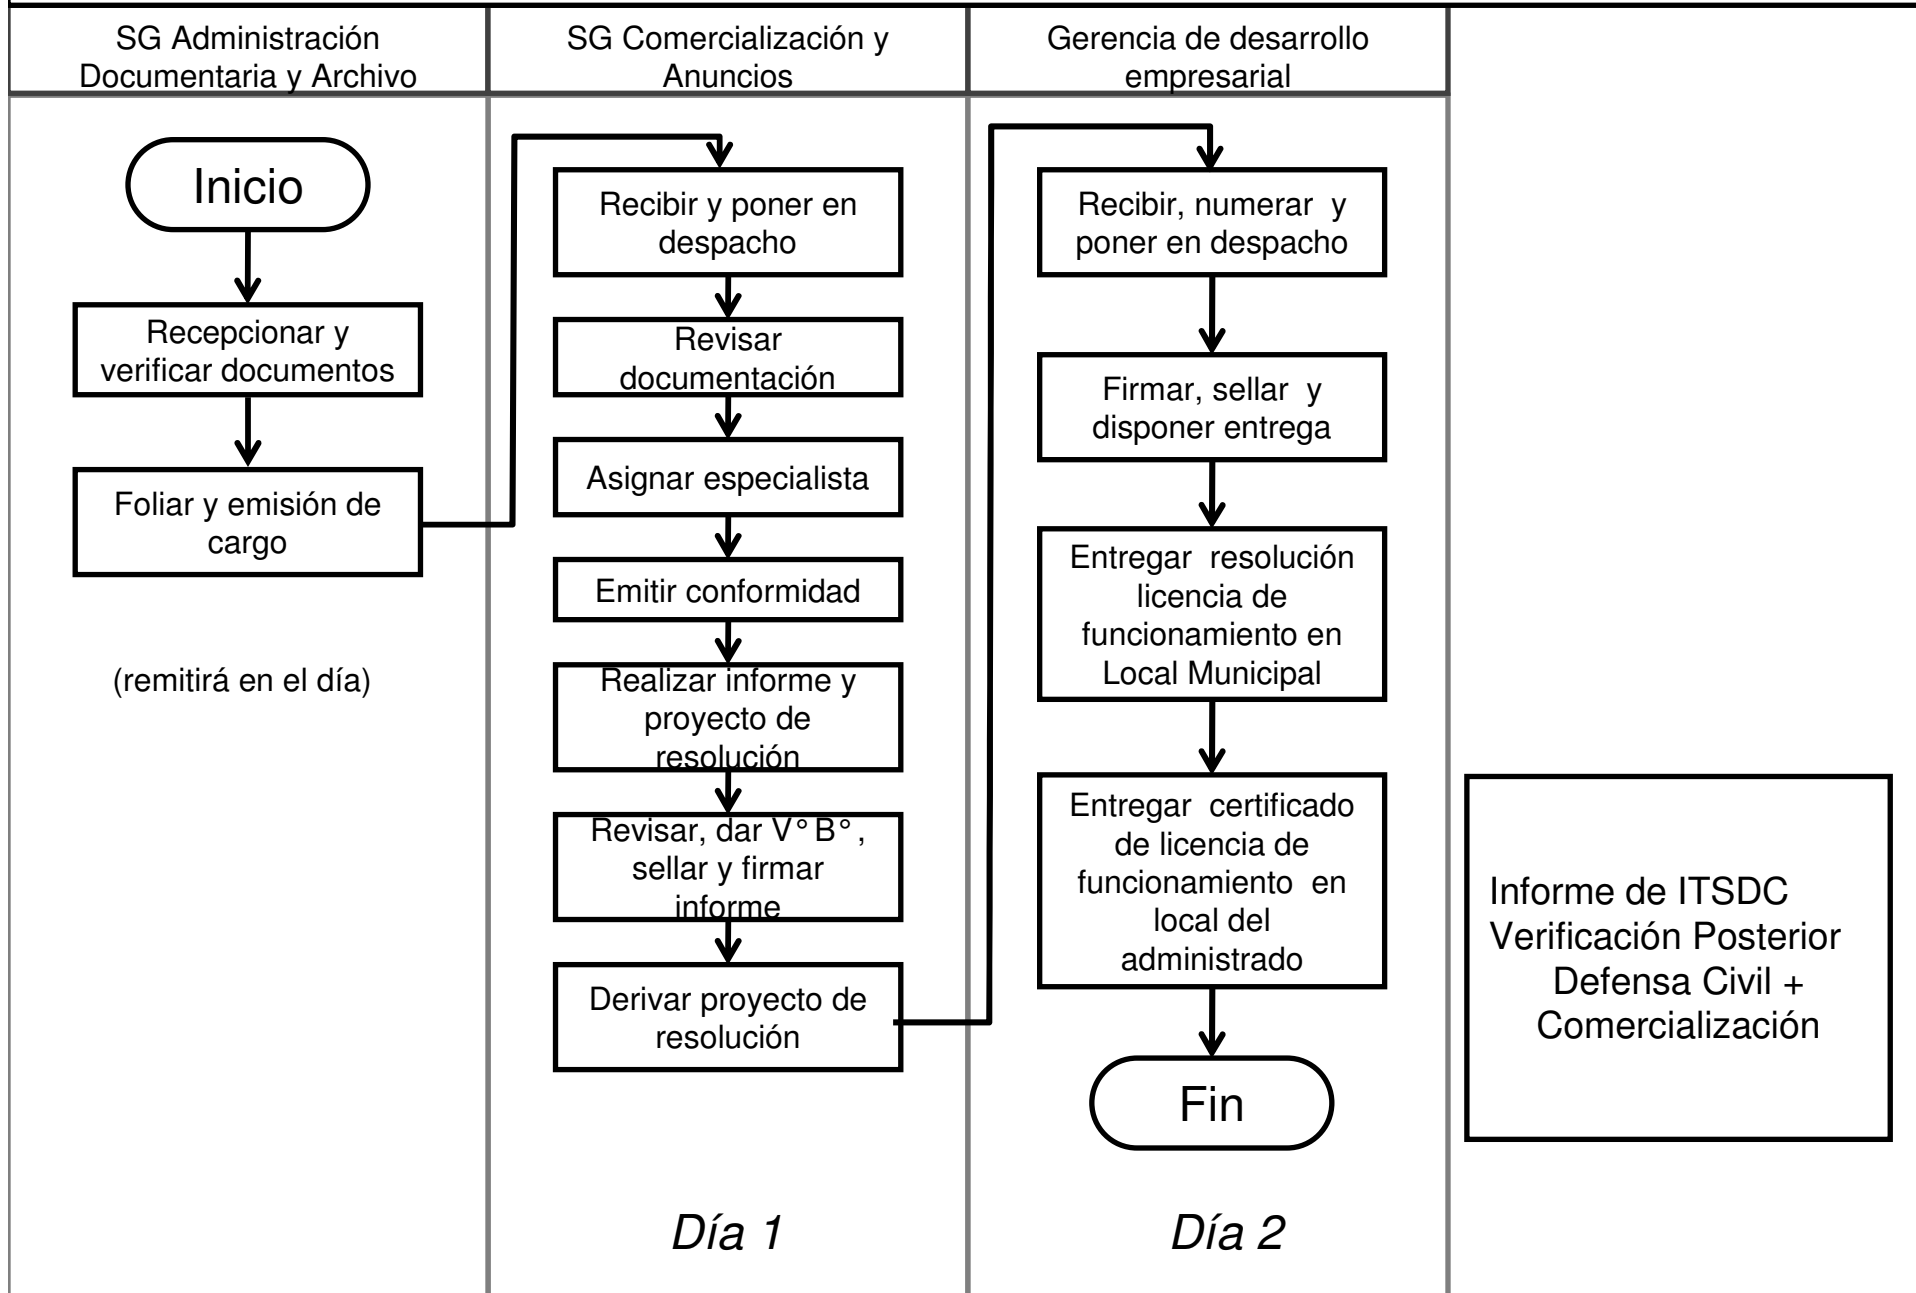 SG Administración
Documentaria y Archivo
SG Comercialización y
Anuncios
Gerencia de desarrollo
empresarial
Inicio
Recepcionar y
verificar documentos
Foliar y emisión de
cargo
(remitirá en el día)
Recibir y poner en
despacho
Revisar
documentación
Asignar especialista
Emitir conformidad
Realizar informe y
proyecto de
resolución
Revisar, dar V° B° ,
sellar y firmar
informe
Derivar proyecto de
resolución
Día 1
Recibir, numerar y
poner en despacho
Firmar, sellar y
disponer entrega
Entregar resolución
licencia de
funcionamiento en
Local Municipal
Entregar certificado
de licencia de
funcionamiento en
local del
administrado
Fin
Día 2
Informe de ITSDC
Verificación Posterior
Defensa Civil +
Comercialización